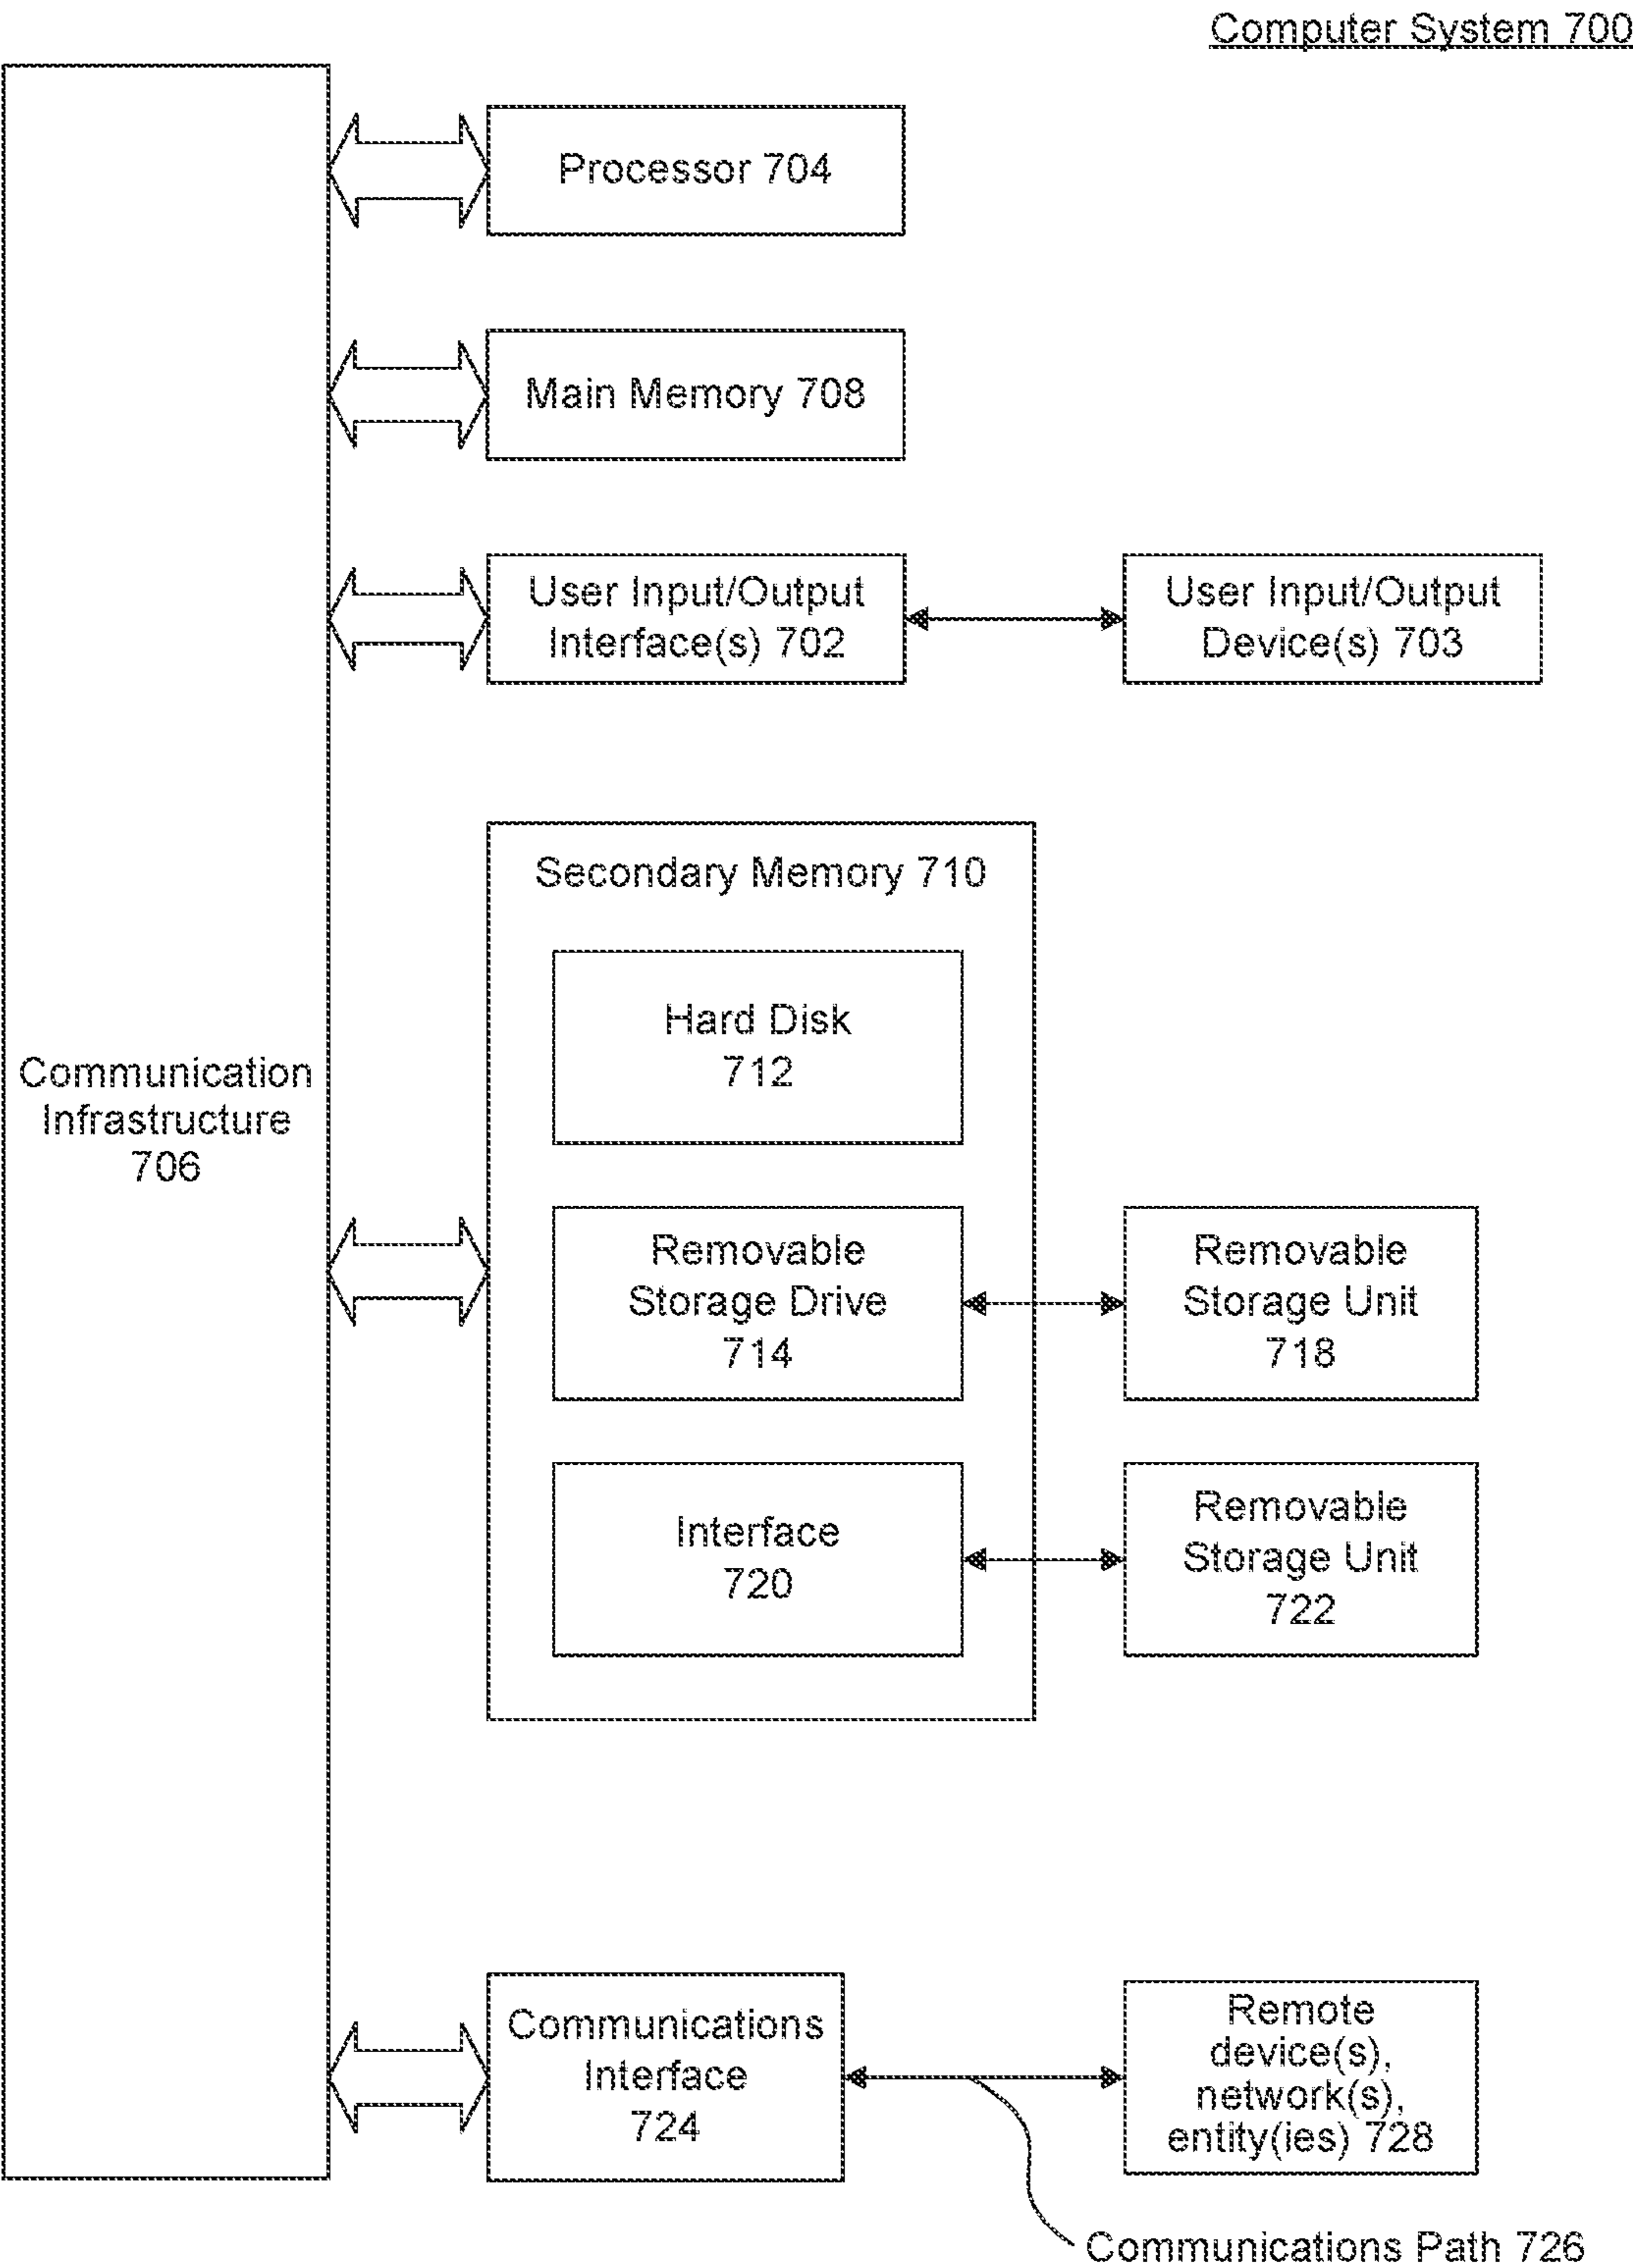 Computer System 700
Processor 704
Main Memory 708
User Input/Output
Interface(s) 702
User Input/Output
Device(s) 703
Secondary Memory 710
Hard Disk
712
Communication
Infrastructure
706
Removable
Storage Drive
714
Removable
Storage Unit
718
Interface
720
Removable
Storage Unit
722
Communications
Interface
724
Remote
device(s),
network(s),
entity(ies) 728
Communications Path 726